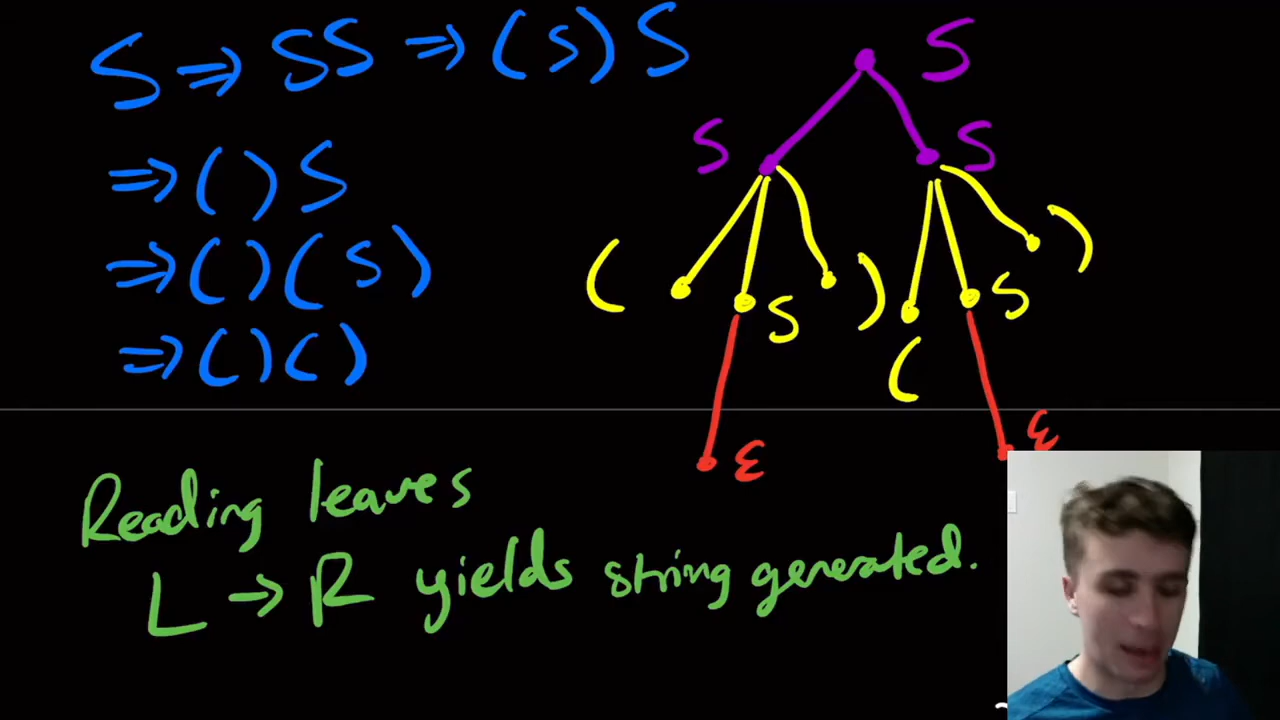 S ⇒ SS ⇒ (S)S
⇒ ( ) S
⇒ ( ) ( S )
⇒ ( ) ( )
S
S S
( S ) ( S )
ε ε
Reading leaves
L → R yields string generated.